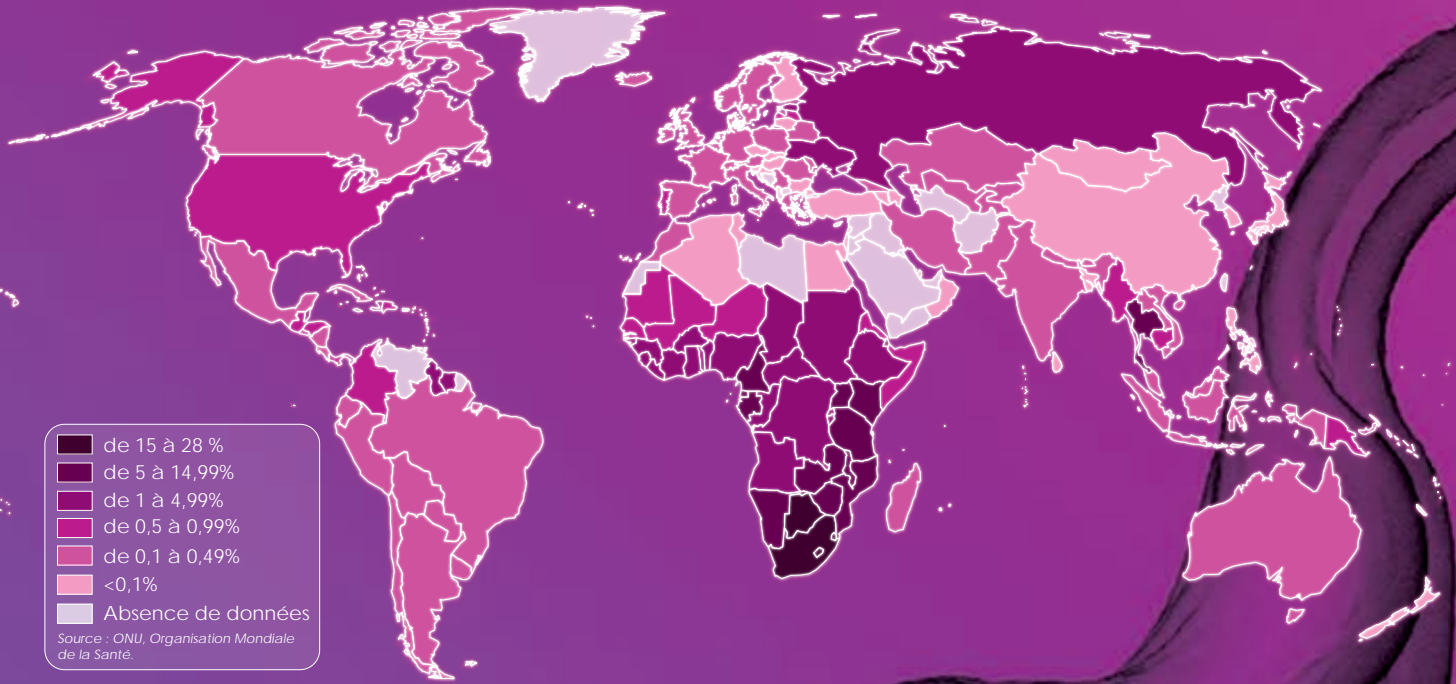 de 15 à 28 %
de 5 à 14,99%
de 1 à 4,99%
de 0,5 à 0,99%
de 0,1 à 0,49%
<0,1%
Absence de données
Source : ONU, Organisation Mondiale
de la Santé.